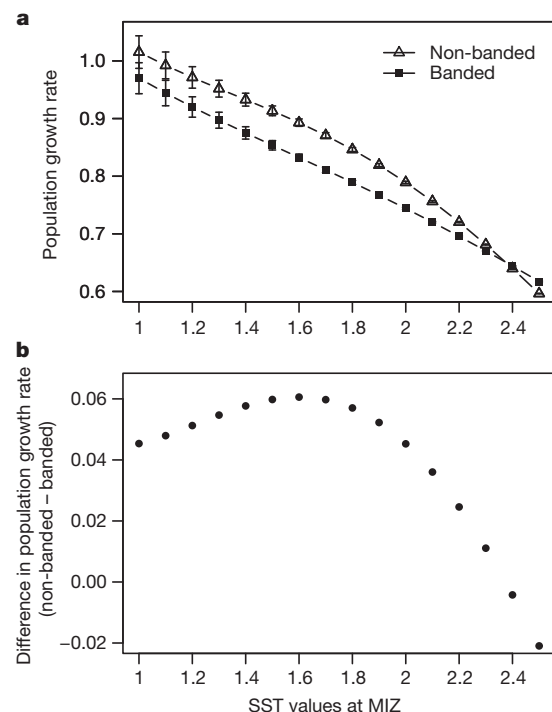 a
Non-banded
Banded
Population growth rate
1.0
0.9
0.8
0.7
0.6
1 1.2 1.4 1.6 1.8 2 2.2 2.4
b
Difference in population growth rate
(non-banded – banded)
0.06
0.04
0.02
0.00
−0.02
1 1.2 1.4 1.6 1.8 2 2.2 2.4
SST values at MIZ